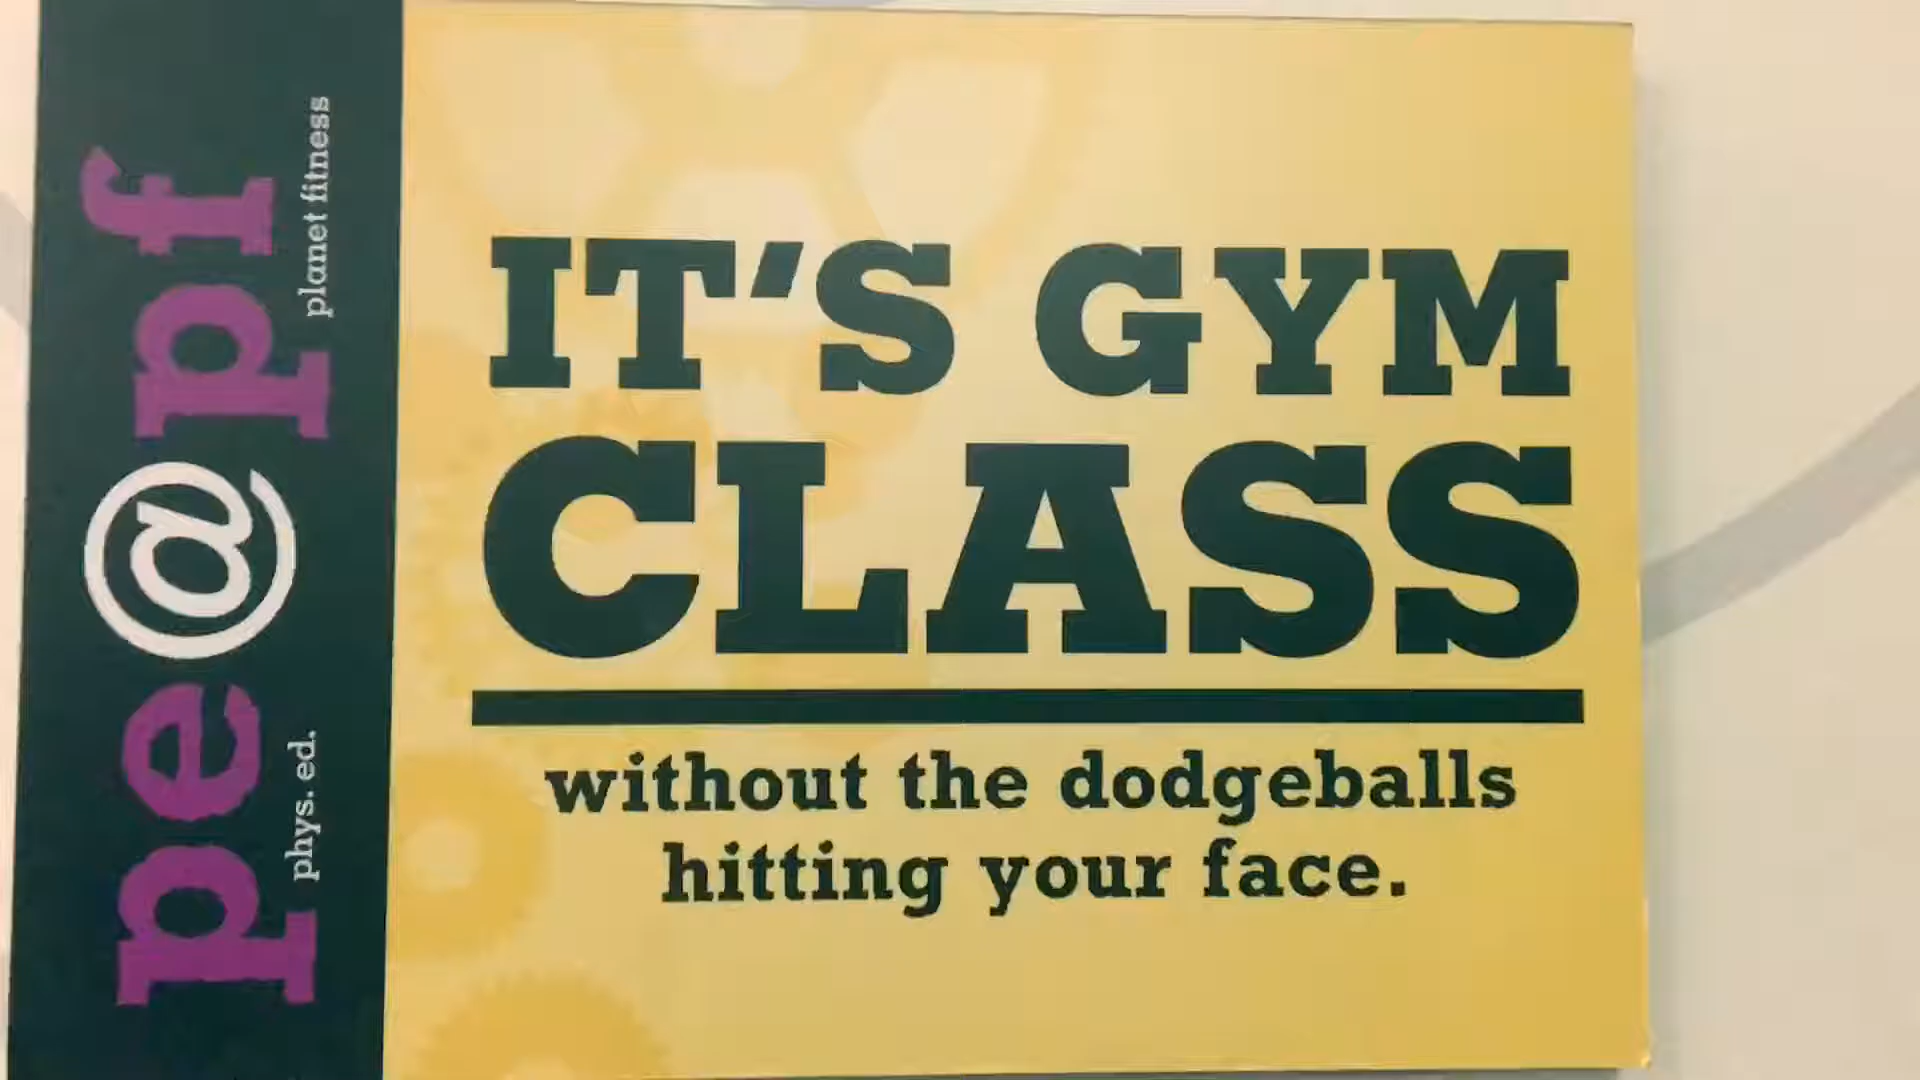 pe@pf
phys. ed.
planet fitness
IT'S GYM
CLASS
without the dodgeballs
hitting your face.